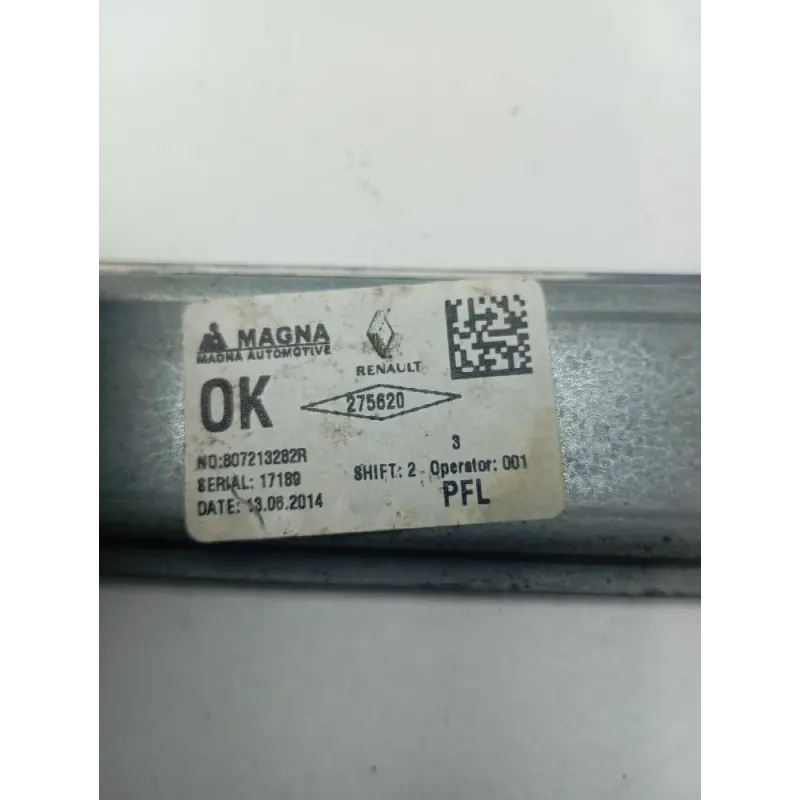 MAGNA
MAGNA AUTOMOTIVE
RENAULT
OK
275620
3
NO:807213282R
SHIFT: 2 - Operator: 001
SERIAL: 17189
PFL
DATE: 13.06.2014